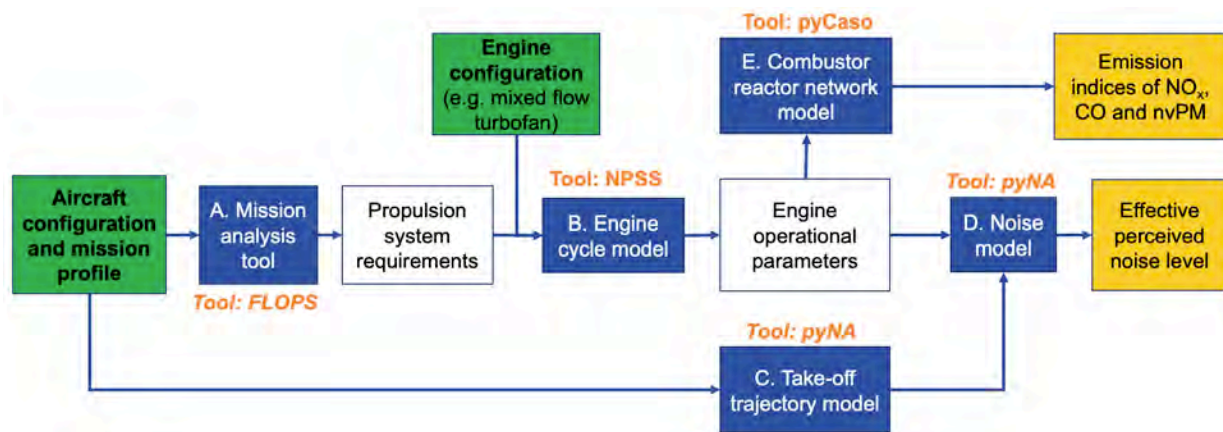 Tool: pyCaso
Engine
configuration
(e.g. mixed flow
turbofan)
E. Combustor
reactor network
model
Emission
indices of NOx,
CO and nvPM
Tool: NPSS
Tool: pyNA
Aircraft
configuration
and mission
profile
A. Mission
analysis
tool
Propulsion
system
requirements
B. Engine
cycle model
Engine
operational
parameters
D. Noise
model
Effective
perceived
noise level
Tool: FLOPS
Tool: pyNA
C. Take-off
trajectory model